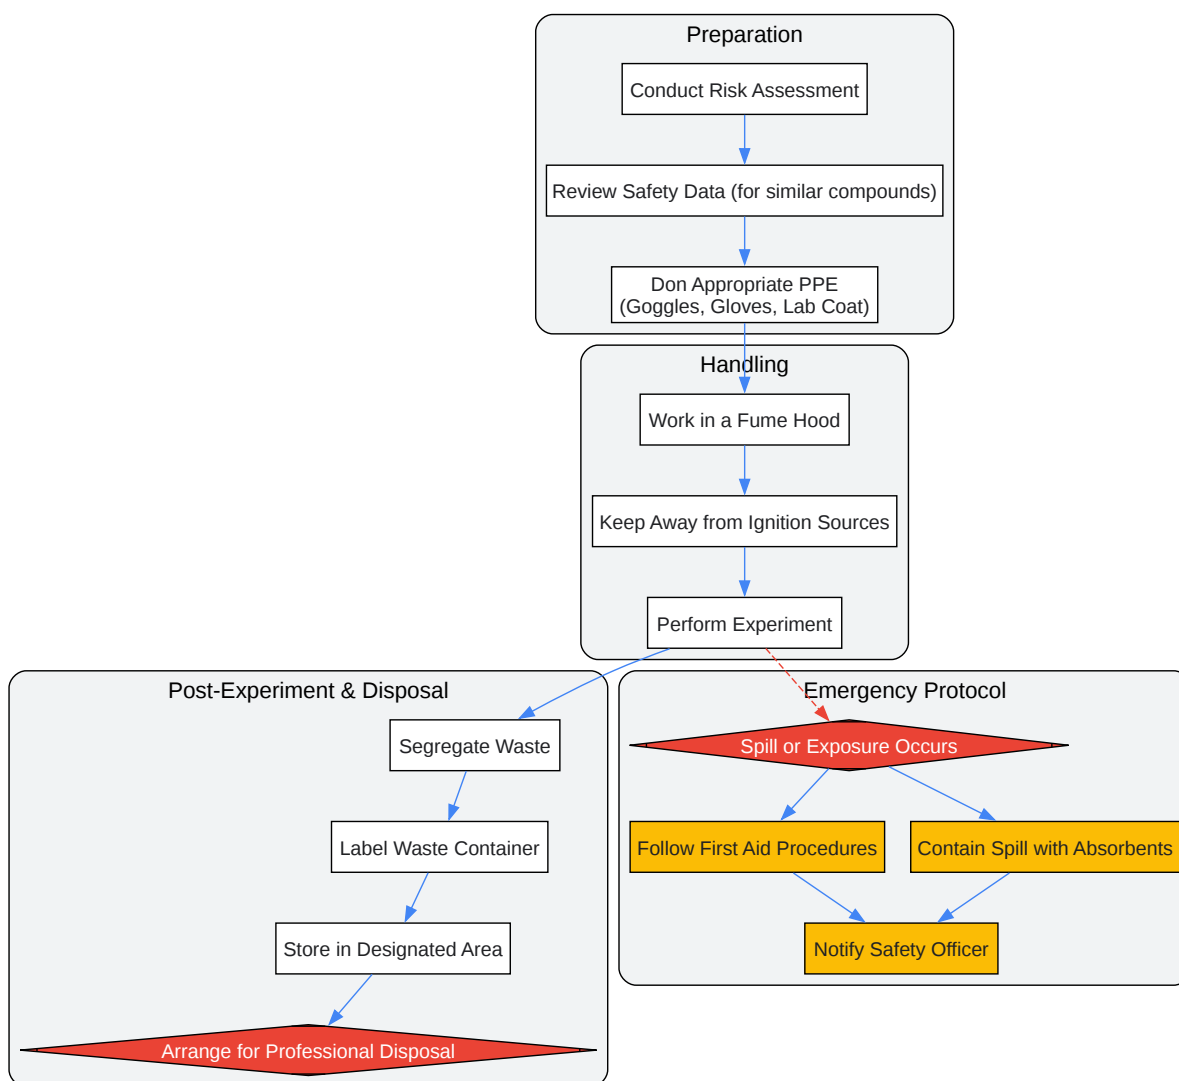 Preparation
Conduct Risk Assessment
Review Safety Data (for similar compounds)
Don Appropriate PPE
(Goggles, Gloves, Lab Coat)
Handling
Work in a Fume Hood
Keep Away from Ignition Sources
Perform Experiment
Post-Experiment & Disposal
Segregate Waste
Label Waste Container
Store in Designated Area
Arrange for Professional Disposal
Emergency Protocol
Spill or Exposure Occurs
Follow First Aid Procedures
Contain Spill with Absorbents
Notify Safety Officer